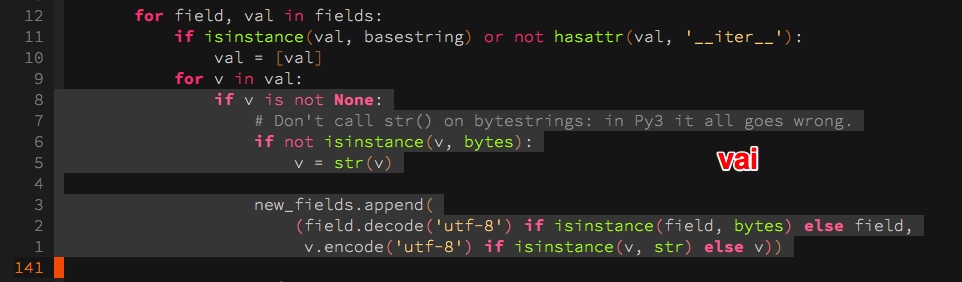 12 for field, val in fields:
11 if isinstance(val, basestring) or not hasattr(val, '__iter__'):
10 val = [val]
9 for v in val:
8 if v is not None:
7 # Don't call str() on bytestrings: in Py3 it all goes wrong.
6 if not isinstance(v, bytes):
5 v = str(v)
4
3 new_fields.append(
2 (field.decode('utf-8') if isinstance(field, bytes) else field,
1 v.encode('utf-8') if isinstance(v, str) else v))
141
vai